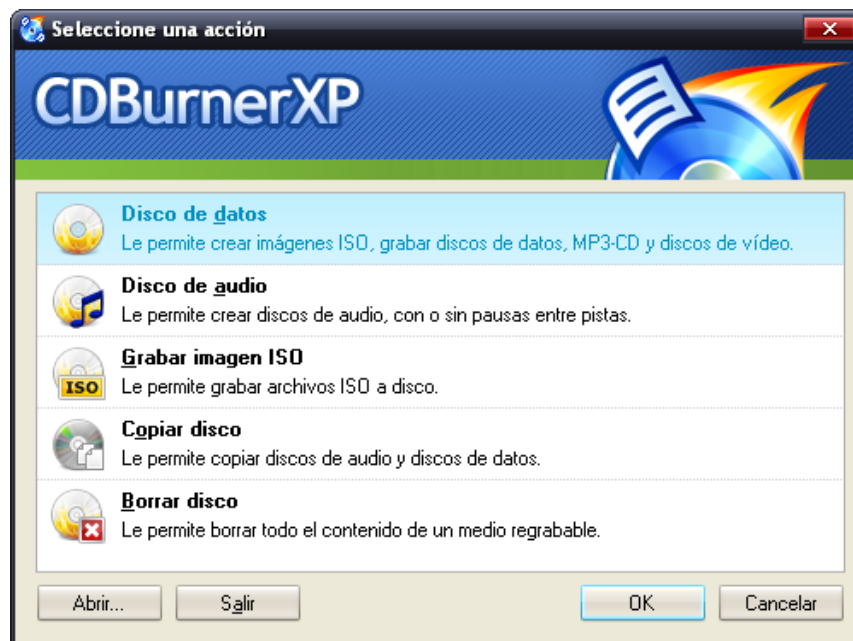 Seleccione una acción
CDBurnerXP
Disco de datos
Le permite crear imágenes ISO, grabar discos de datos, MP3-CD y discos de vídeo.
Disco de audio
Le permite crear discos de audio, con o sin pausas entre pistas.
Grabar imagen ISO
ISO
Le permite grabar archivos ISO a disco.
Copiar disco
Le permite copiar discos de audio y discos de datos.
Borrar disco
Le permite borrar todo el contenido de un medio regrabable.
Abrir... Salir OK Cancelar